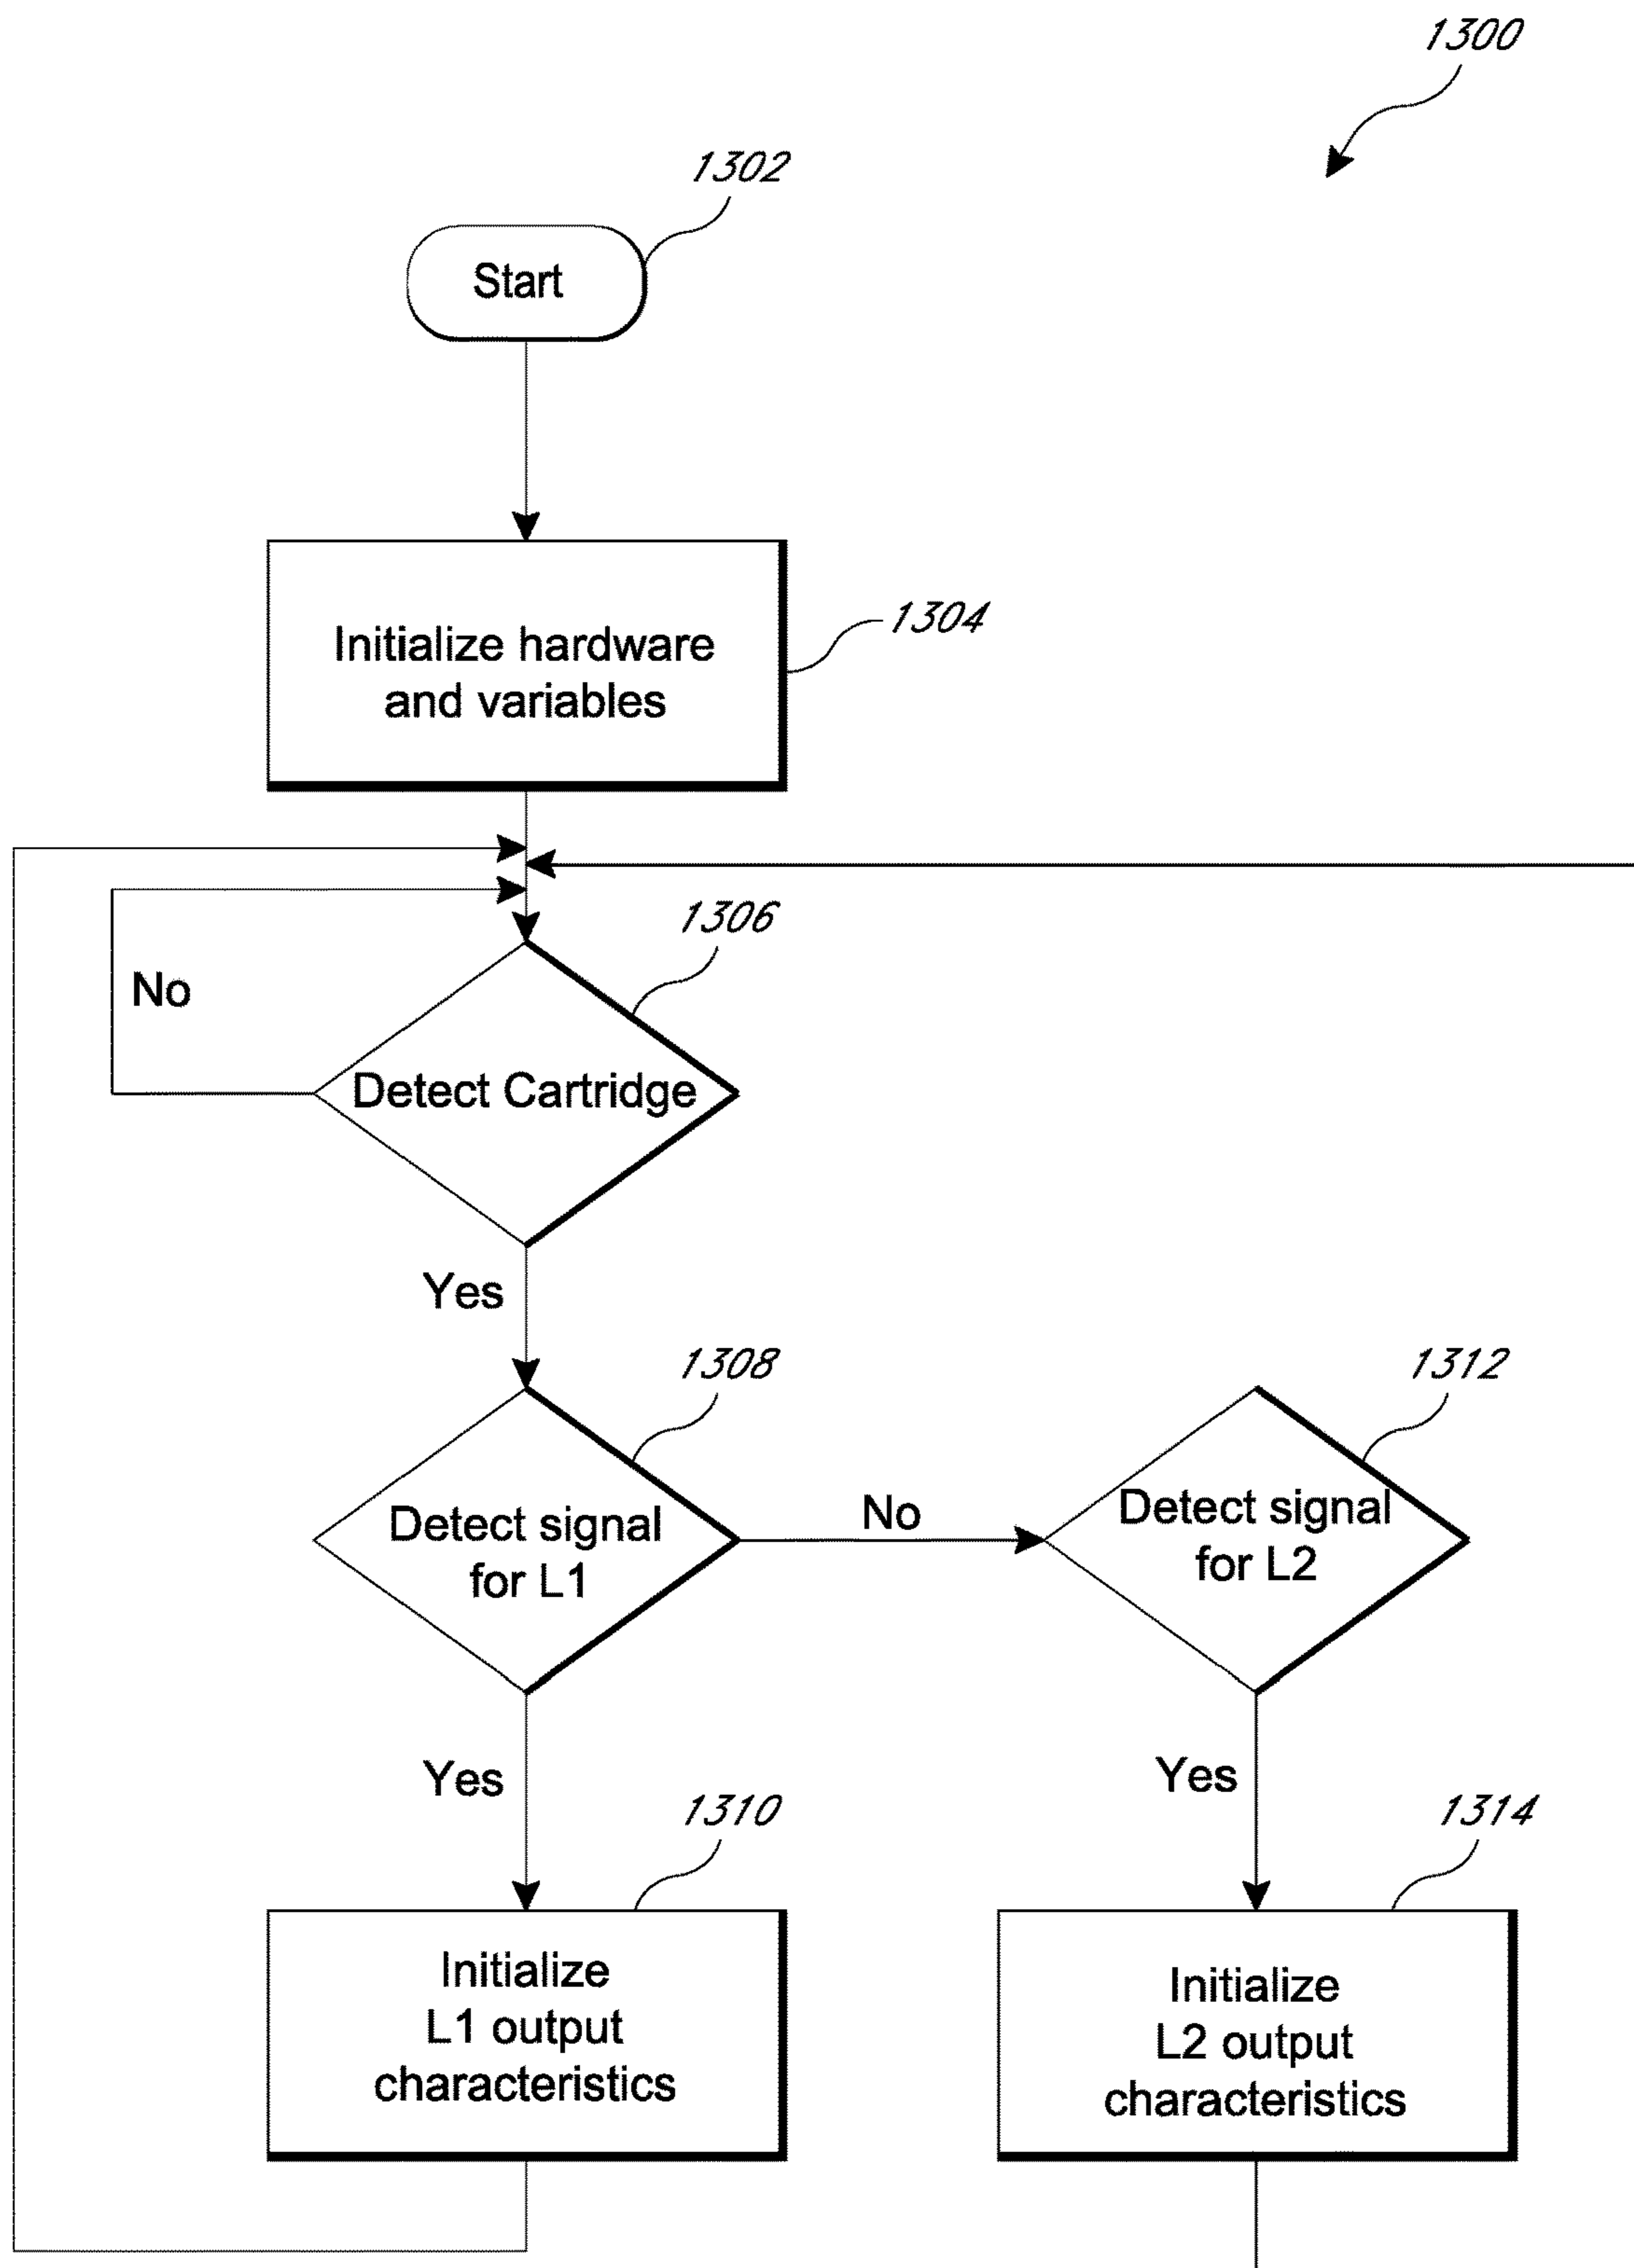 1300
1302
Start
1304
Initialize hardware
and variables
1306
No
Detect Cartridge
Yes
1308
1312
Detect signal
for L1
No
Detect signal
for L2
Yes
Yes
1310
1314
Initialize
L1 output
characteristics
Initialize
L2 output
characteristics